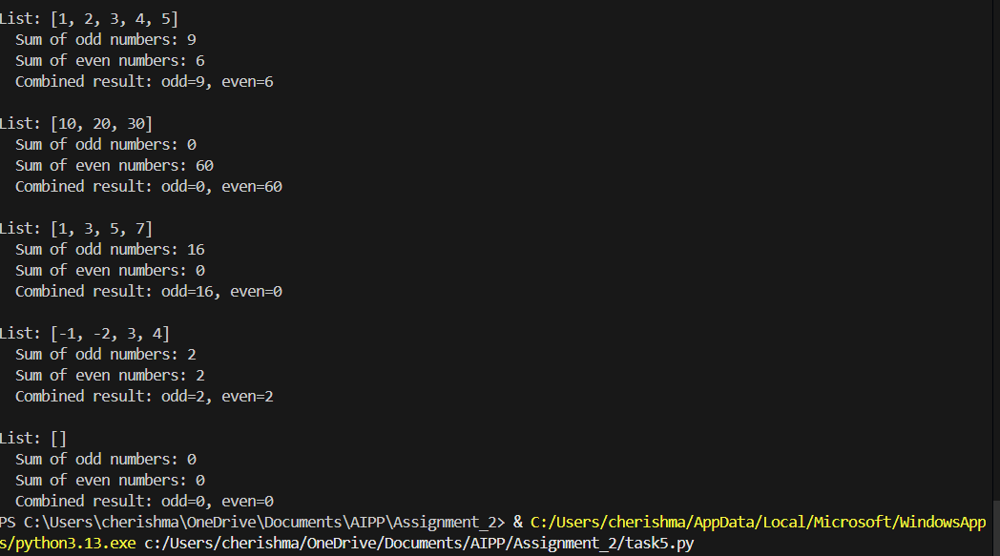 List: [1, 2, 3, 4, 5]
  Sum of odd numbers: 9
  Sum of even numbers: 6
  Combined result: odd=9, even=6

List: [10, 20, 30]
  Sum of odd numbers: 0
  Sum of even numbers: 60
  Combined result: odd=0, even=60

List: [1, 3, 5, 7]
  Sum of odd numbers: 16
  Sum of even numbers: 0
  Combined result: odd=16, even=0

List: [-1, -2, 3, 4]
  Sum of odd numbers: 2
  Sum of even numbers: 2
  Combined result: odd=2, even=2

List: []
  Sum of odd numbers: 0
  Sum of even numbers: 0
  Combined result: odd=0, even=0
PS C:\Users\cherishma\OneDrive\Documents\AIPP\Assignment_2> & C:/Users/cherishma/AppData/Local/Microsoft/WindowsApp
s/python3.13.exe c:/Users/cherishma/OneDrive/Documents/AIPP/Assignment_2/task5.py